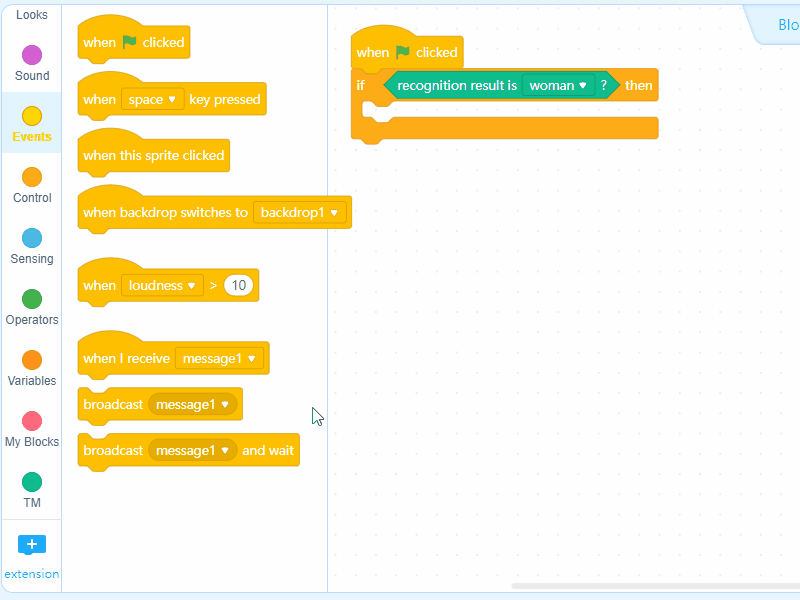 Looks
Sound
Events
Control
Sensing
Operators
Variables
My Blocks
TM
extension
when clicked
when space key pressed
when this sprite clicked
when backdrop switches to backdrop1
when loudness > 10
when I receive message1
broadcast message1
broadcast message1 and wait
when clicked
if recognition result is woman ? then
Blo